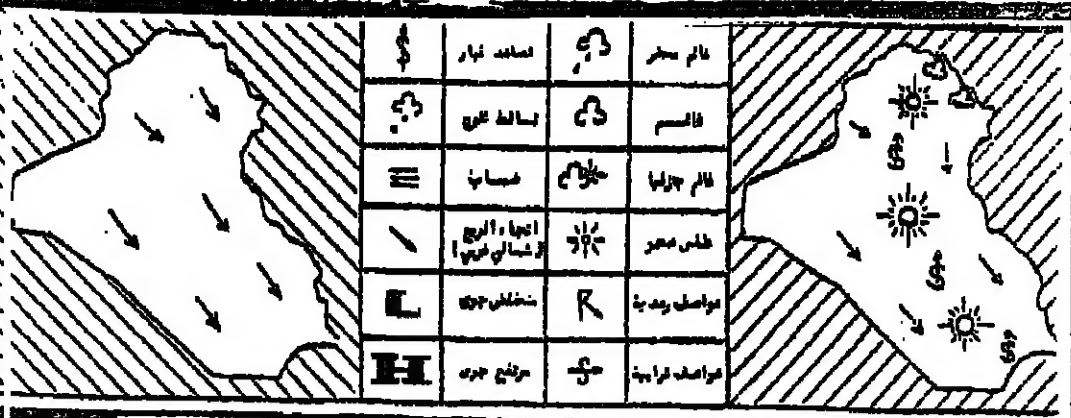 غائم ممطر
تصاعد غبار
غائم
تساقط ثلوج
غائم جزئيا
ضباب
طقس صحو
اتجاه الريح
( شمالي غربي )
عواصف رعدية
R
منخفض جوي
L
عواصف ترابية
مرتفع جوي
H